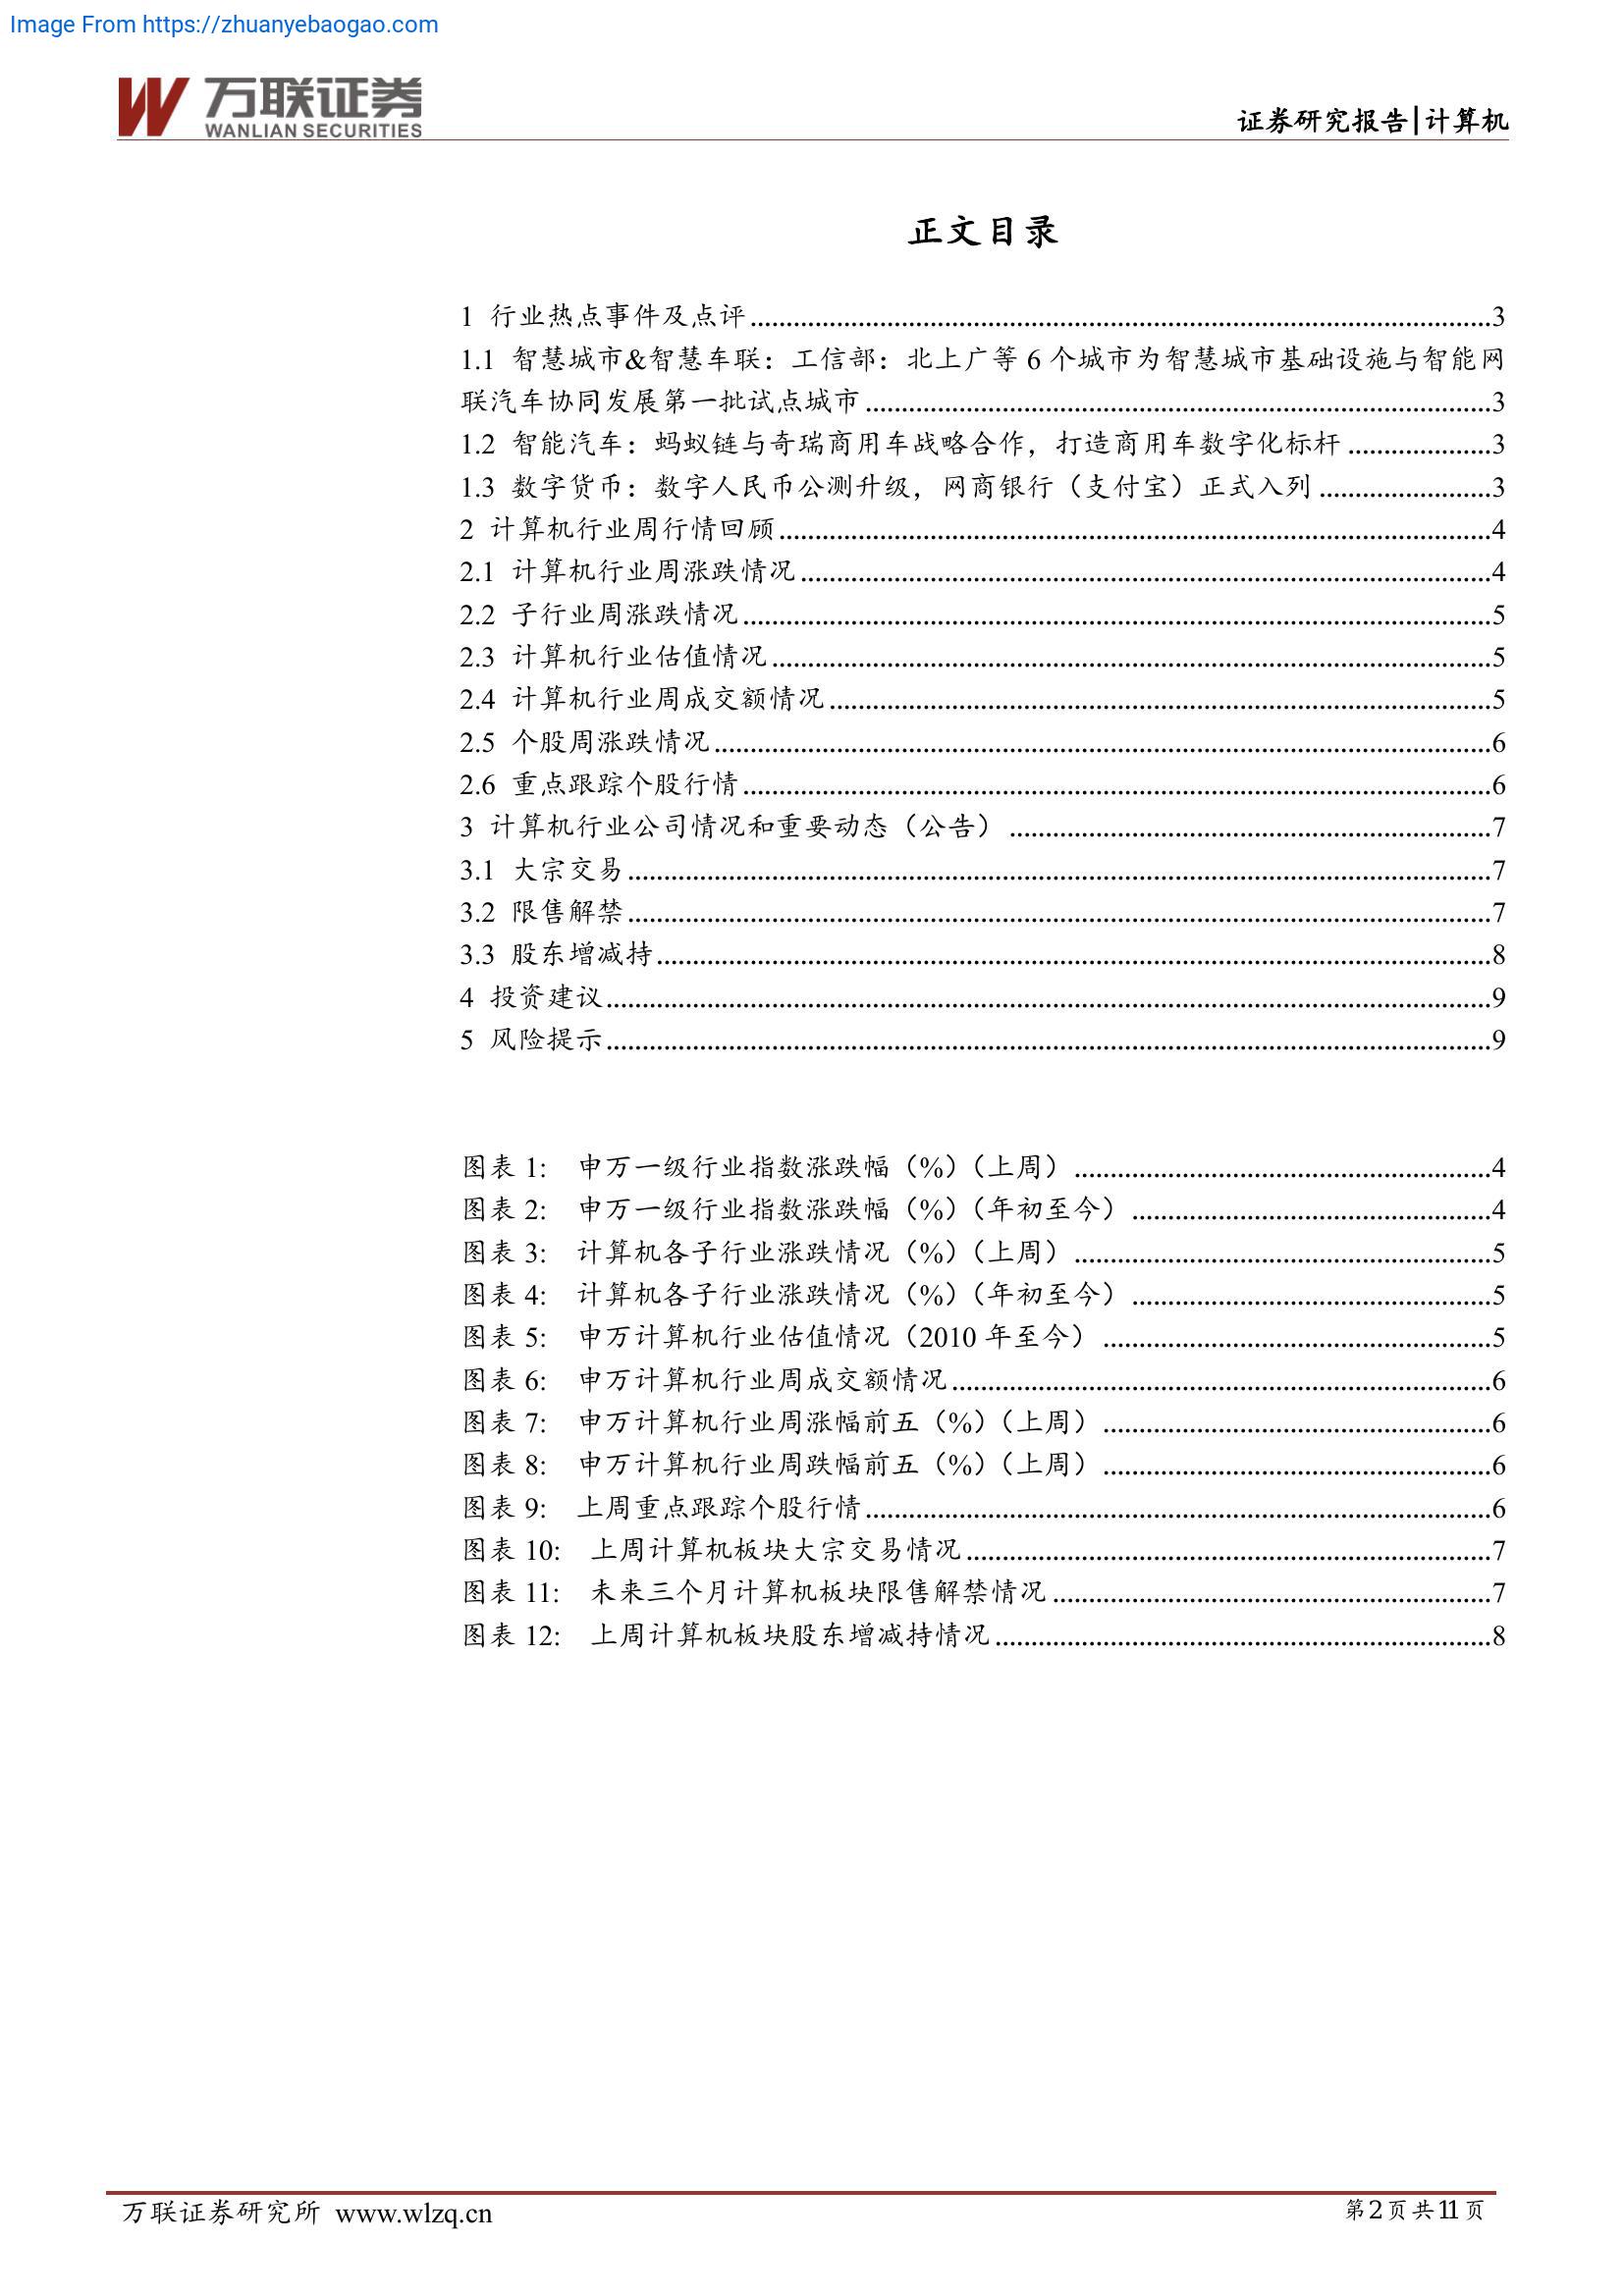 Image From https://zhuanyebaogao.com
万联证券
WANLIAN SECURITIES
证券研究报告|计算机
正文目录
1 行业热点事件及点评...3
1.1 智慧城市&智慧车联：工信部：北上广等 6 个城市为智慧城市基础设施与智能网
联汽车协同发展第一批试点城市...3
1.2 智能汽车：蚂蚁链与奇瑞商用车战略合作，打造商用车数字化标杆...3
1.3 数字货币：数字人民币公测升级，网商银行（支付宝）正式入列...3
2 计算机行业周行情回顾...4
2.1 计算机行业周涨跌情况...4
2.2 子行业周涨跌情况...5
2.3 计算机行业估值情况...5
2.4 计算机行业周成交额情况...5
2.5 个股周涨跌情况...6
2.6 重点跟踪个股行情...6
3 计算机行业公司情况和重要动态（公告）...7
3.1 大宗交易...7
3.2 限售解禁...7
3.3 股东增减持...8
4 投资建议...9
5 风险提示...9
图表 1: 申万一级行业指数涨跌幅（%）（上周）...4
图表 2: 申万一级行业指数涨跌幅（%）（年初至今）...4
图表 3: 计算机各子行业涨跌情况（%）（上周）...5
图表 4: 计算机各子行业涨跌情况（%）（年初至今）...5
图表 5: 申万计算机行业估值情况（2010 年至今）...5
图表 6: 申万计算机行业周成交额情况...6
图表 7: 申万计算机行业周涨幅前五（%）（上周）...6
图表 8: 申万计算机行业周跌幅前五（%）（上周）...6
图表 9: 上周重点跟踪个股行情...6
图表 10: 上周计算机板块大宗交易情况...7
图表 11: 未来三个月计算机板块限售解禁情况...7
图表 12: 上周计算机板块股东增减持情况...8
万联证券研究所 www.wlzq.cn
第2页共11页